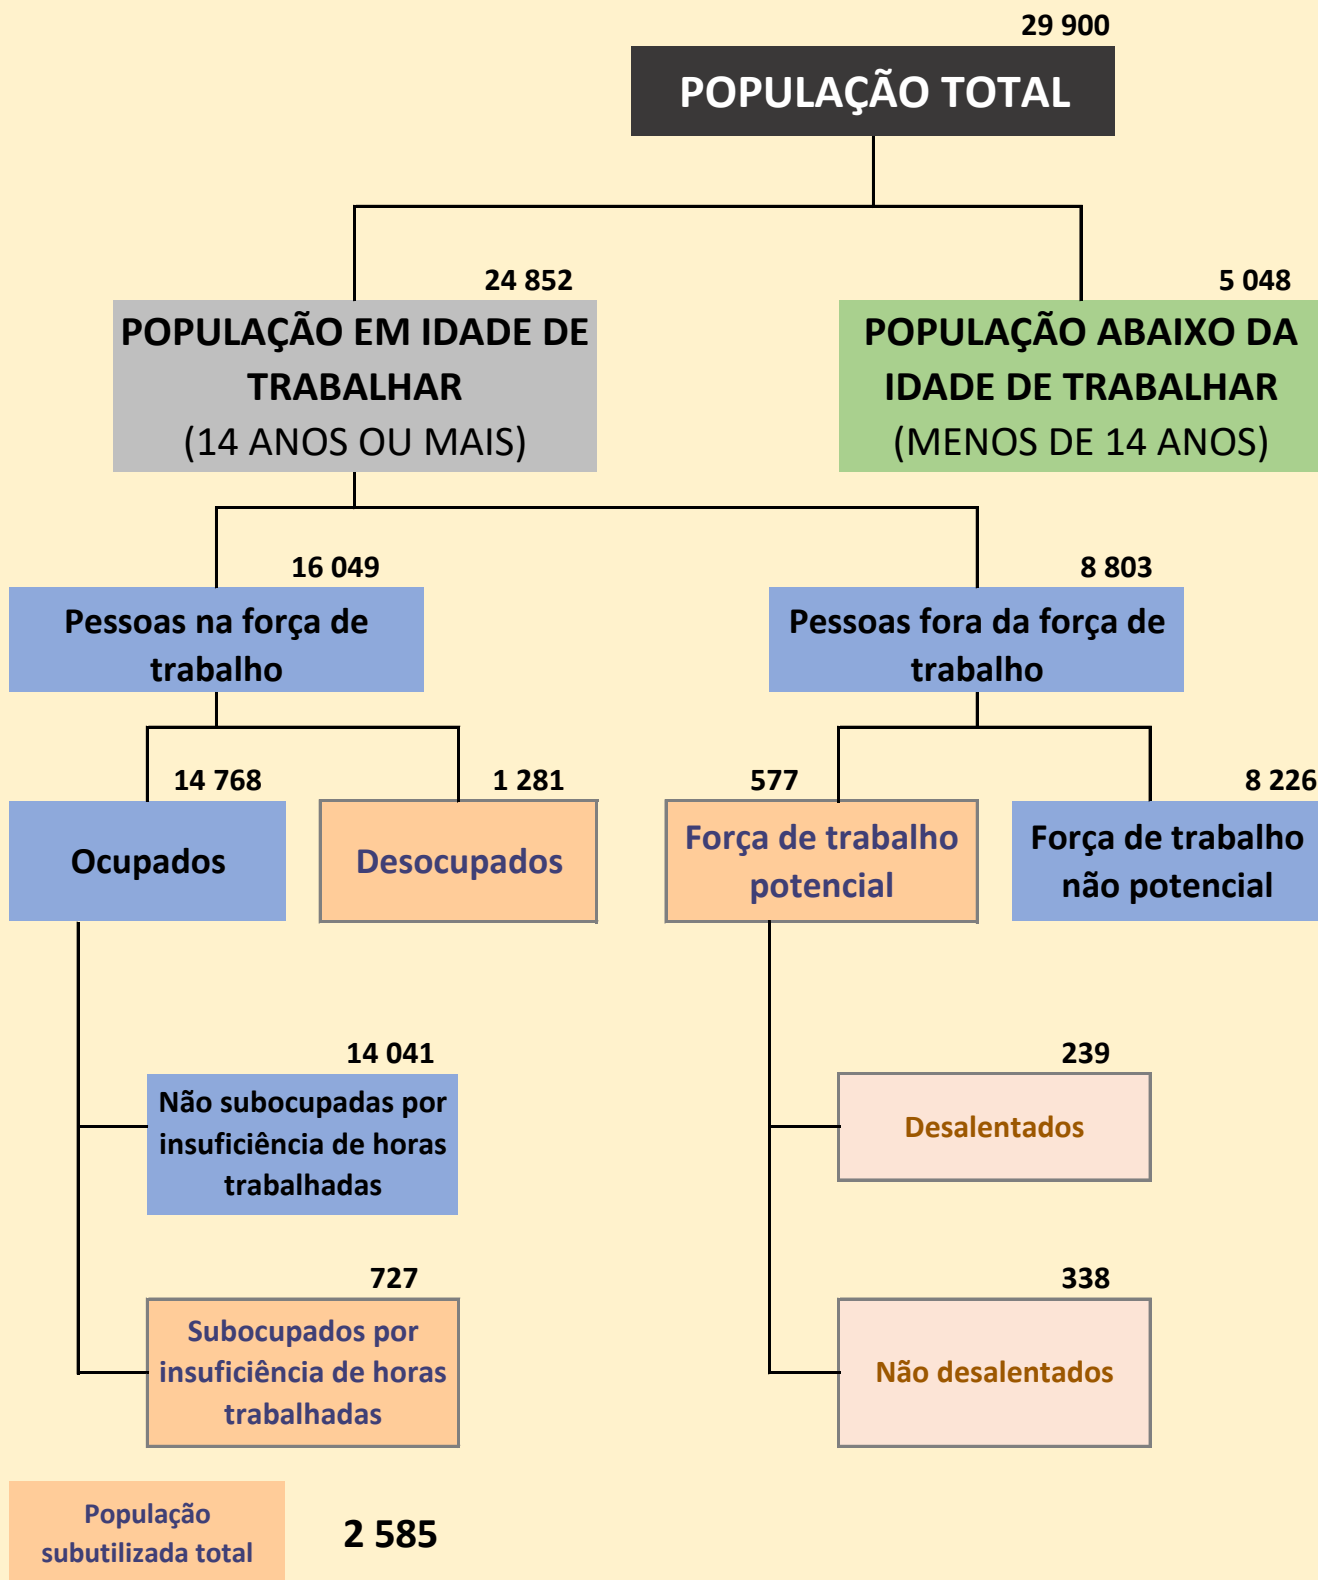 29 900
POPULAÇÃO TOTAL
24 852
POPULAÇÃO EM IDADE DE
TRABALHAR
(14 ANOS OU MAIS)
5 048
POPULAÇÃO ABAIXO DA
IDADE DE TRABALHAR
(MENOS DE 14 ANOS)
16 049
Pessoas na força de
trabalho
8 803
Pessoas fora da força de
trabalho
14 768
Ocupados
1 281
Desocupados
577
Força de trabalho
potencial
8 226
Força de trabalho
não potencial
14 041
Não subocupadas por
insuficiência de horas
trabalhadas
239
Desalentados
727
Subocupados por
insuficiência de horas
trabalhadas
338
Não desalentados
População
subutilizada total
2 585